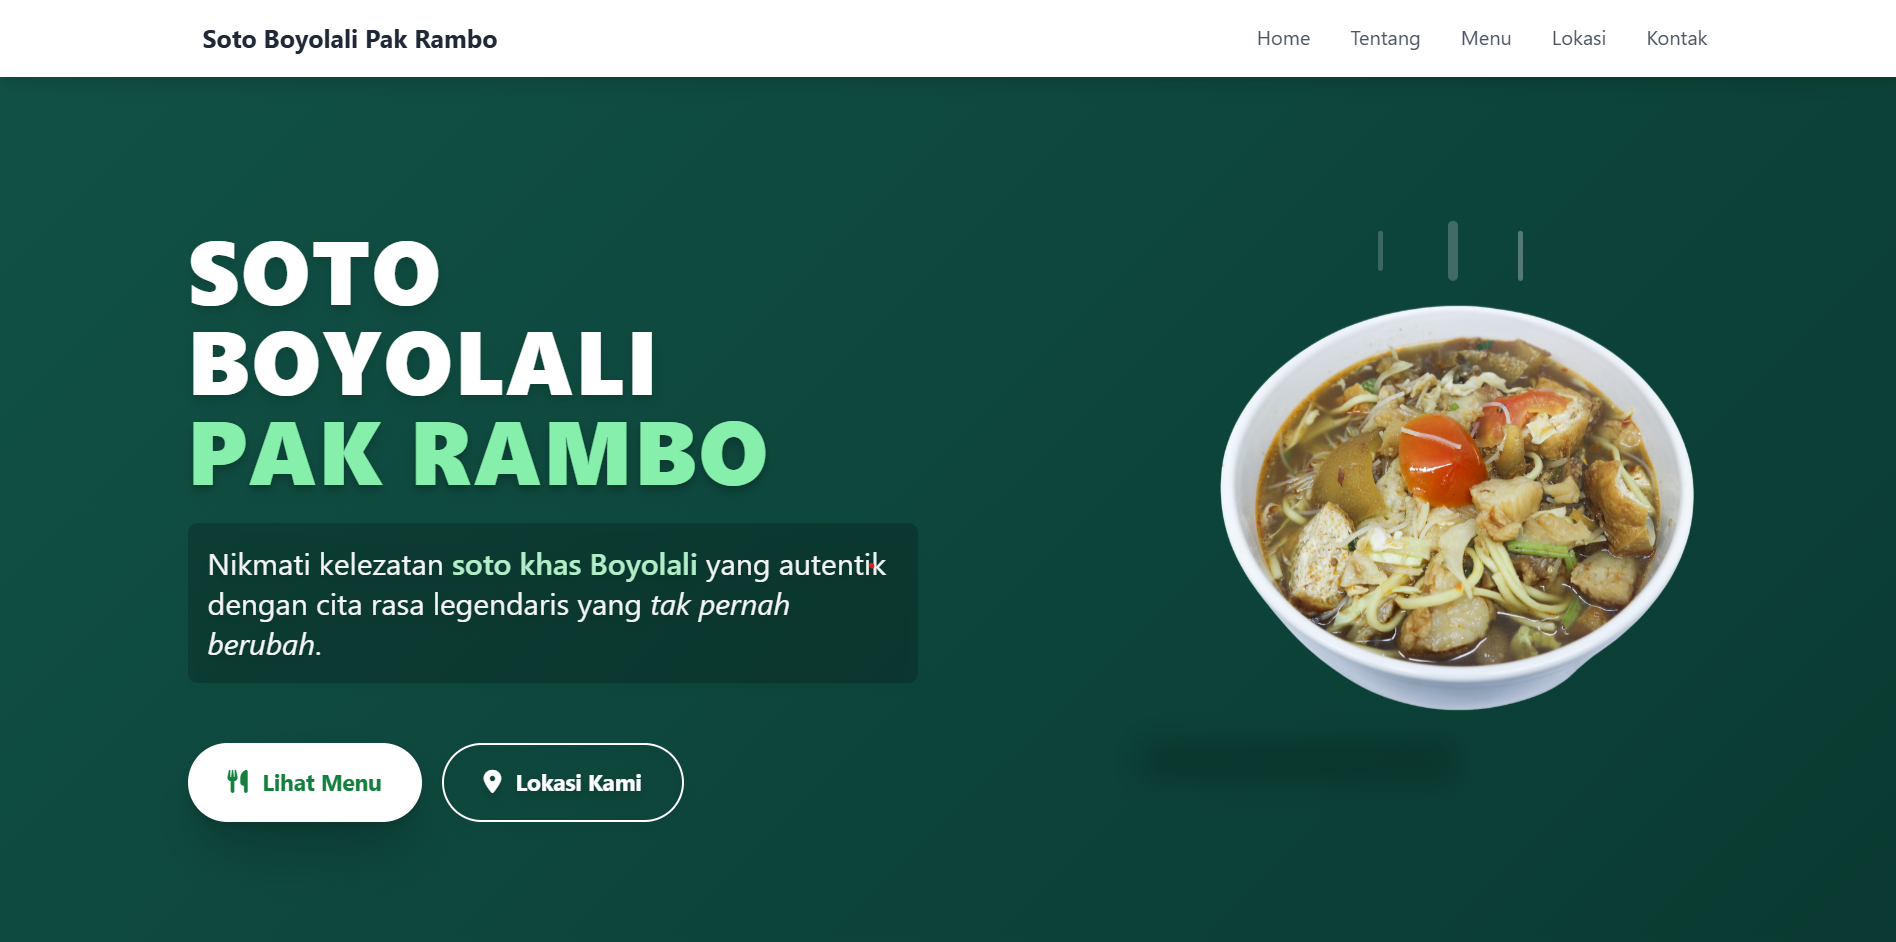 Soto Boyolali Pak Rambo
Home Tentang Menu Lokasi Kontak
SOTO
BOYOLALI
PAK RAMBO
Nikmati kelezatan soto khas Boyolali yang autentik
dengan cita rasa legendaris yang tak pernah
berubah.
Lihat Menu
Lokasi Kami